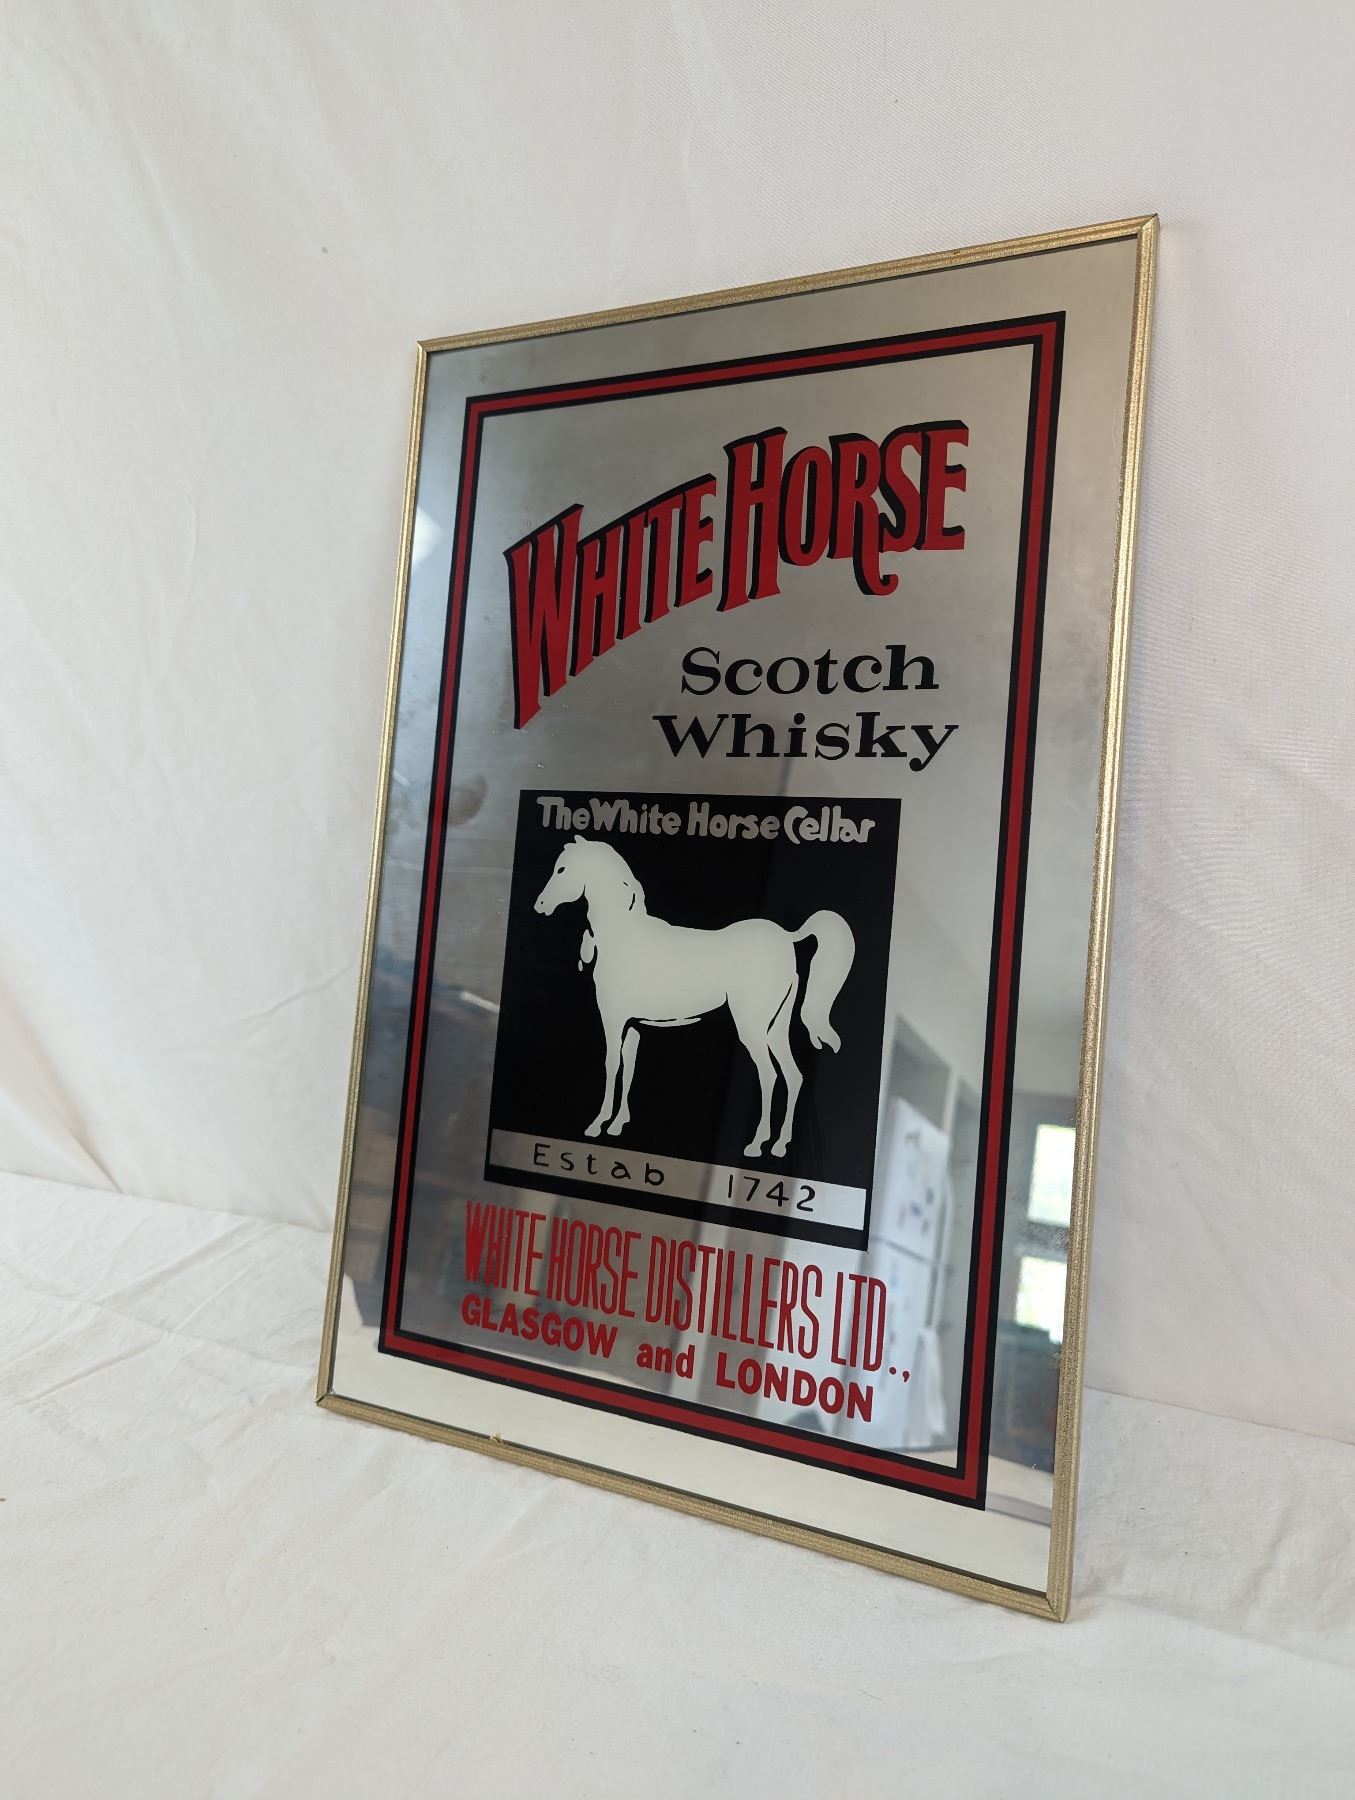 WHITE HORSE
Scotch
Whisky
The White Horse Cellar
Estab 1742
WHITE HORSE DISTILLERS LTD.,
GLASGOW and LONDON